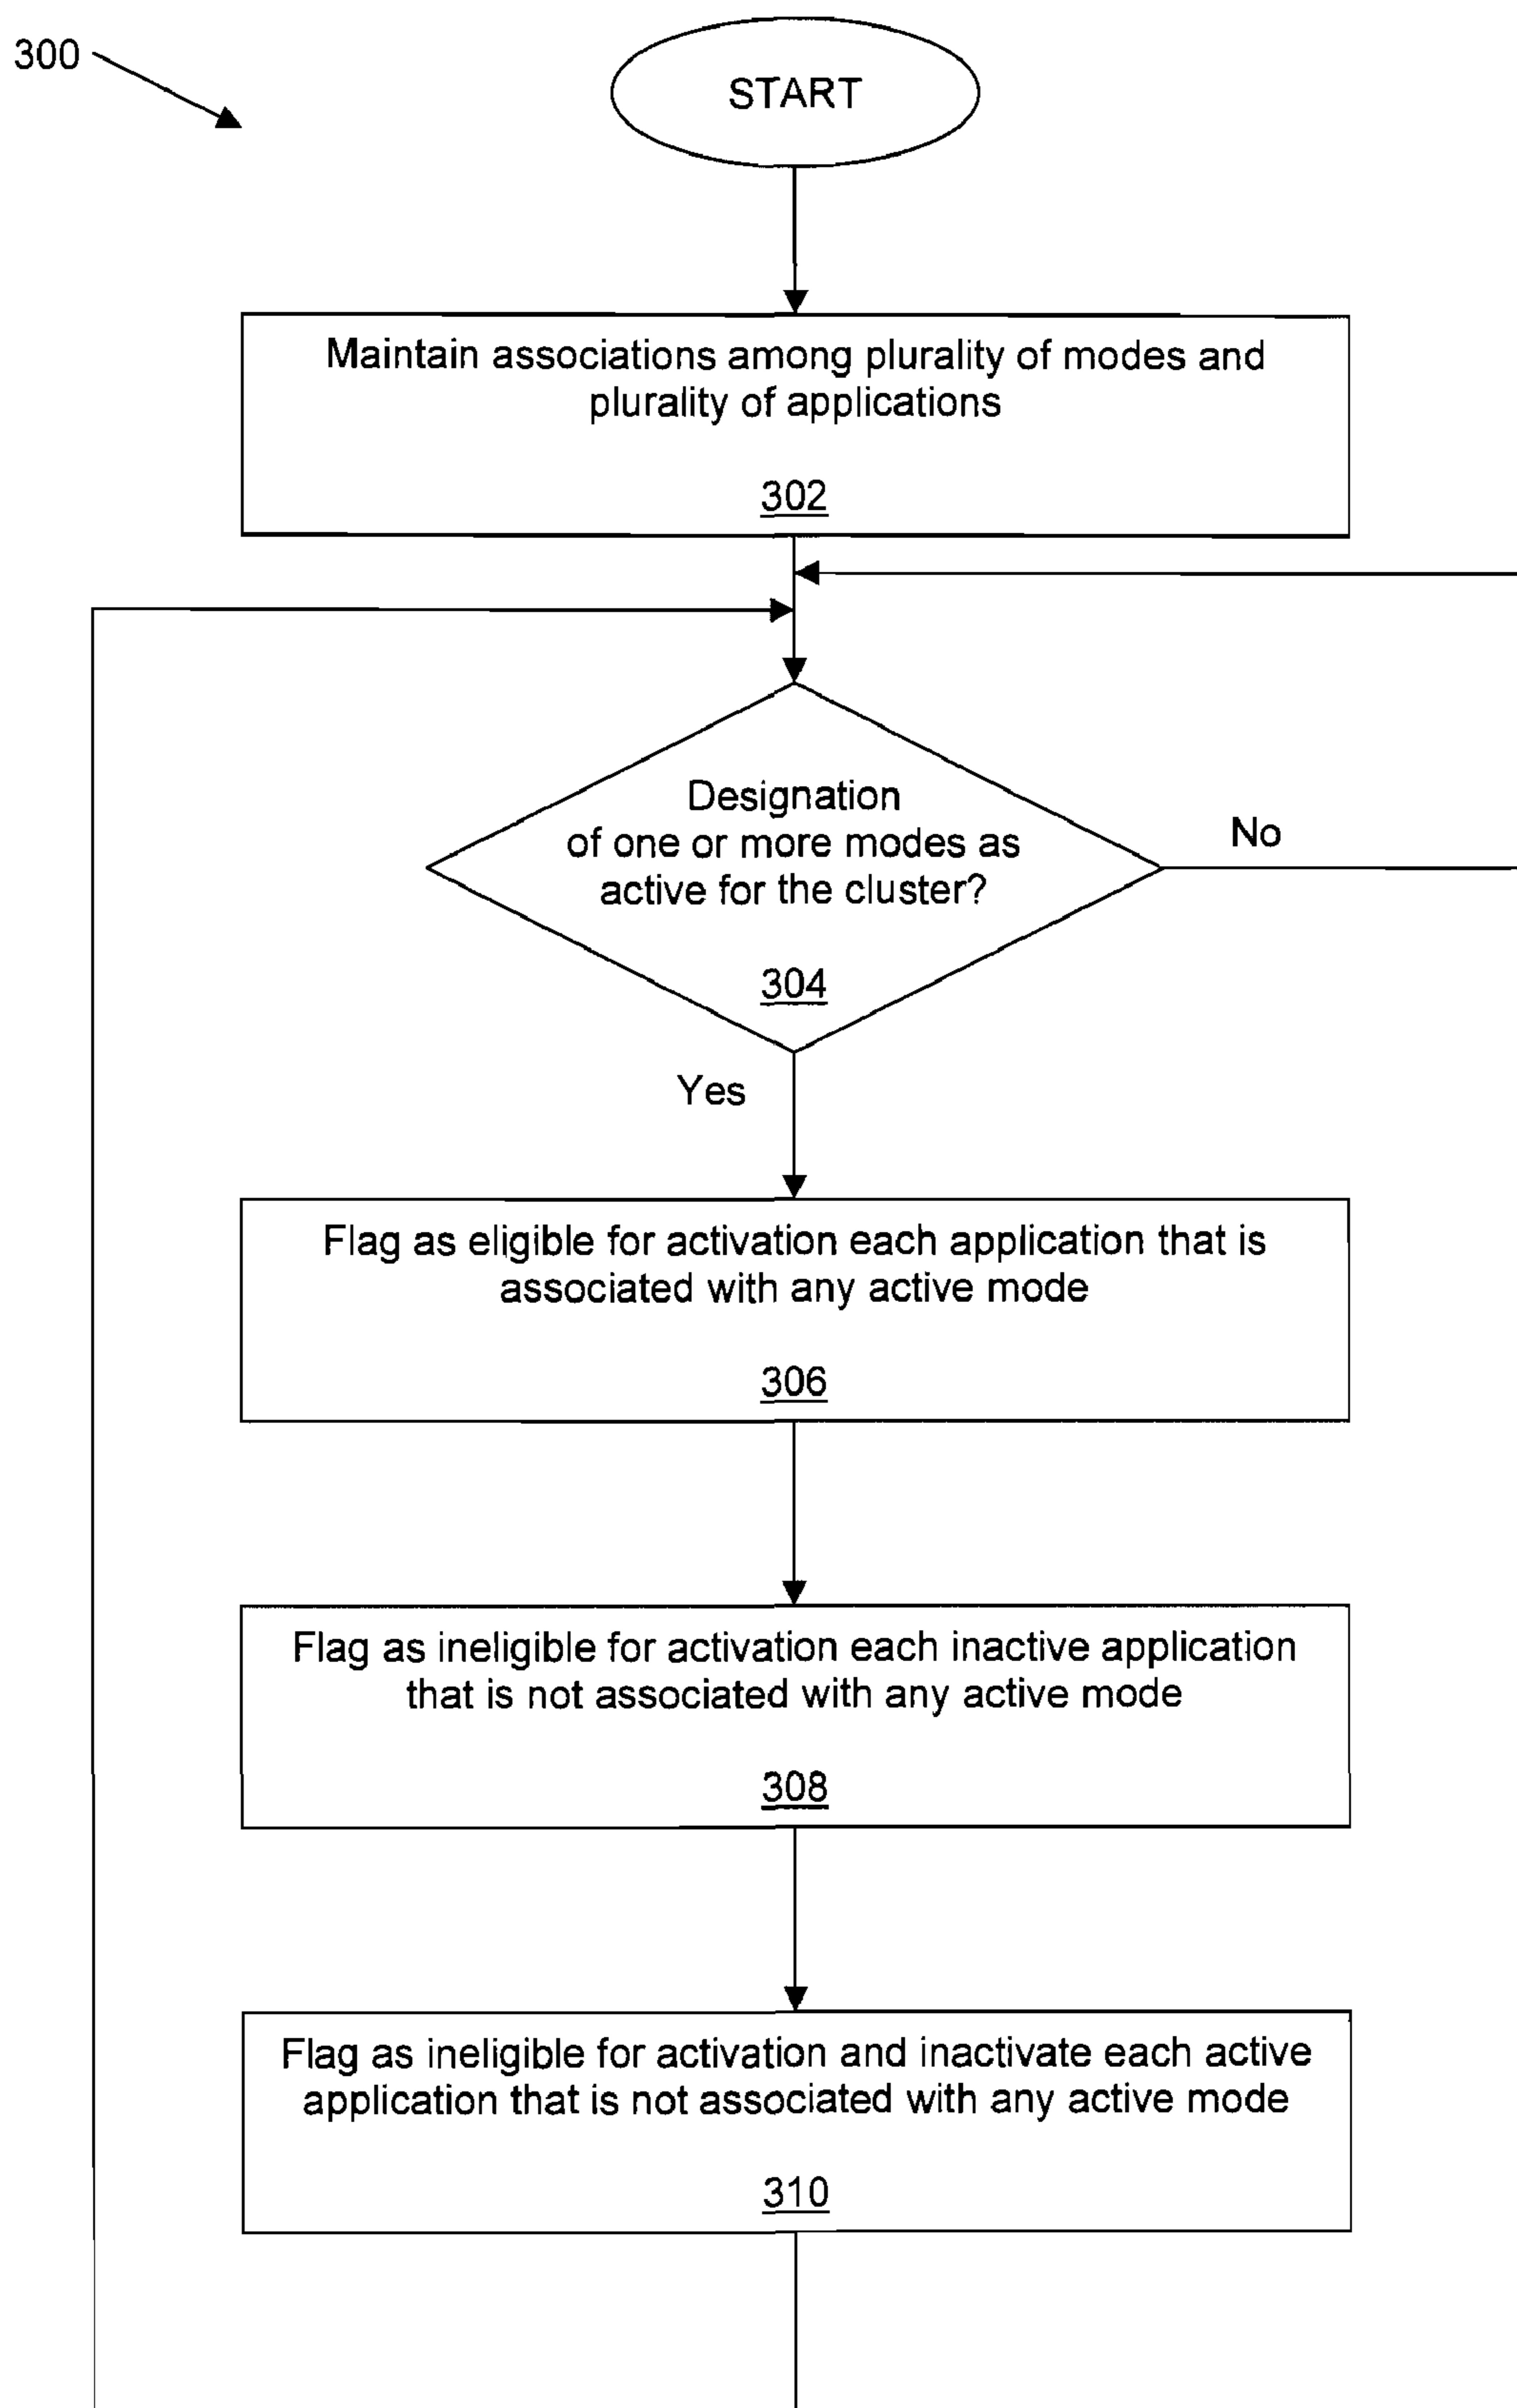 300
START
Maintain associations among plurality of modes and
plurality of applications
302
Designation
of one or more modes as
active for the cluster?
304
No
Yes
Flag as eligible for activation each application that is
associated with any active mode
306
Flag as ineligible for activation each inactive application
that is not associated with any active mode
308
Flag as ineligible for activation and inactivate each active
application that is not associated with any active mode
310